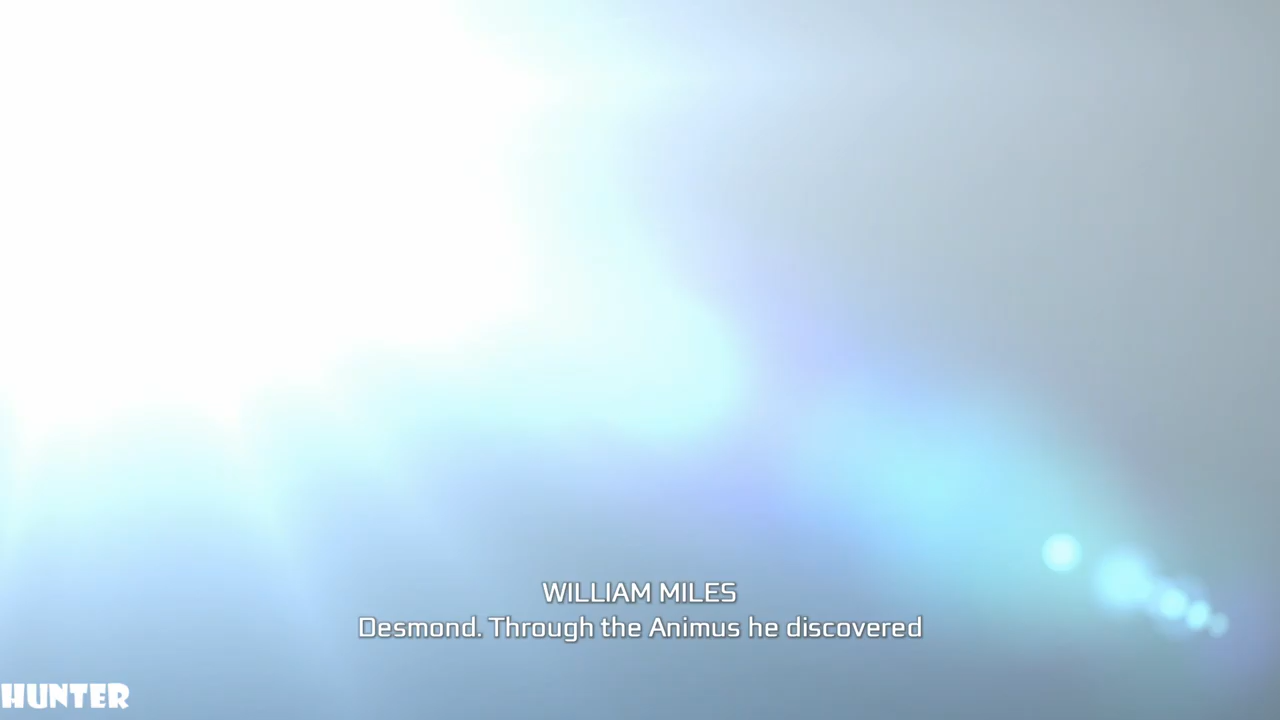 WILLIAM MILES
Desmond. Through the Animus he discovered
HUNTER